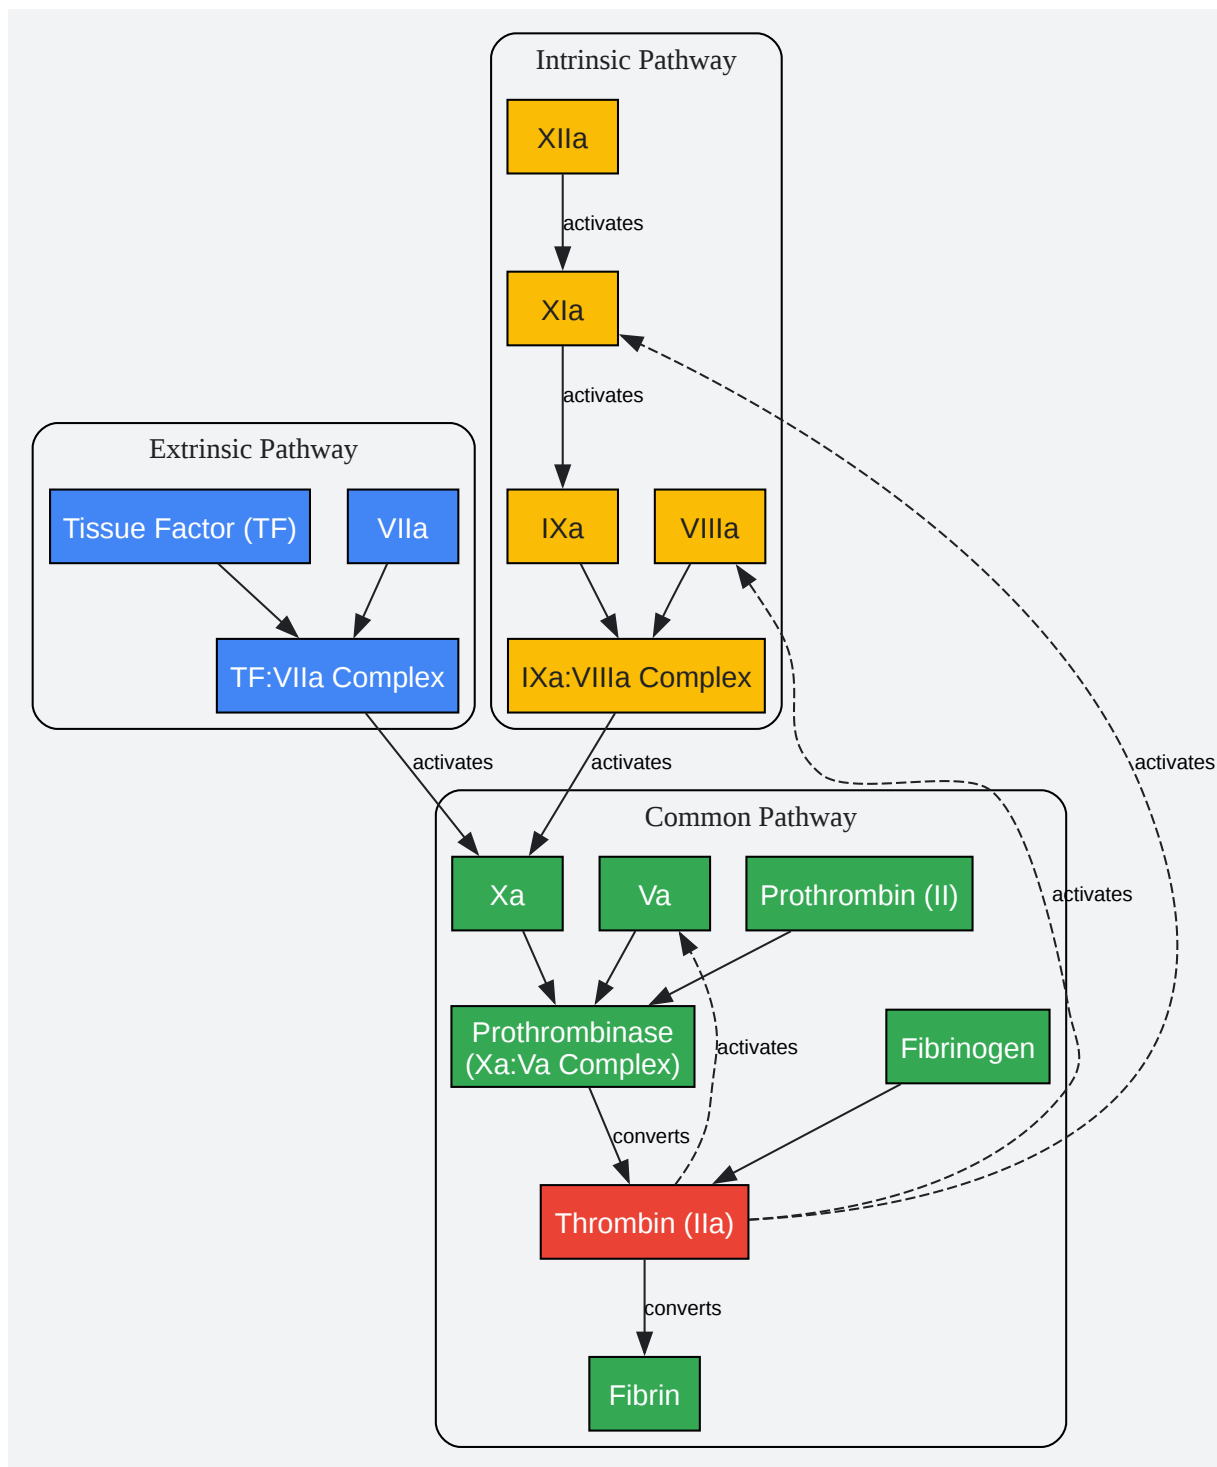 Intrinsic Pathway
XIIa
activates
XIa
activates
Extrinsic Pathway
Tissue Factor (TF)
VIIa
IXa
VIIIa
TF:VIIa Complex
IXa:VIIIa Complex
activates
activates
activates
Common Pathway
Xa
Va
Prothrombin (II)
activates
Prothrombinase
(Xa:Va Complex)
activates
Fibrinogen
converts
Thrombin (IIa)
converts
Fibrin